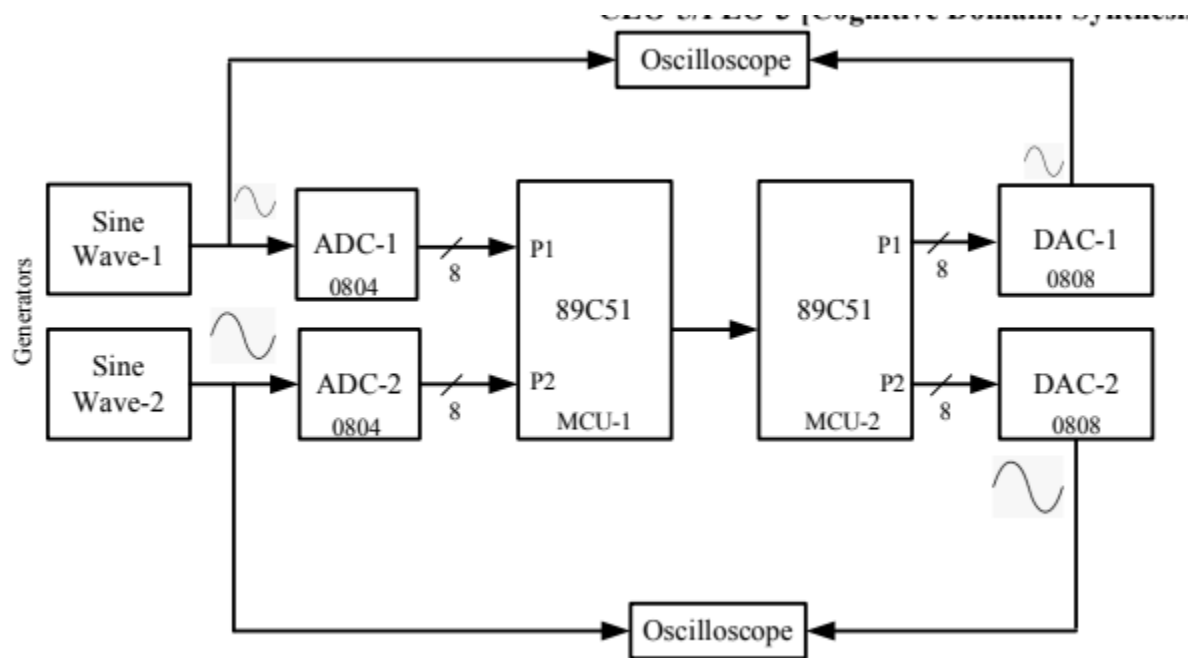 Oscilloscope
Generators
Sine
Wave-1
ADC-1
0804
8
P1
89C51
P2
MCU-1
89C51
P1
P2
MCU-2
8
DAC-1
0808
Sine
Wave-2
ADC-2
0804
8
8
DAC-2
0808
Oscilloscope